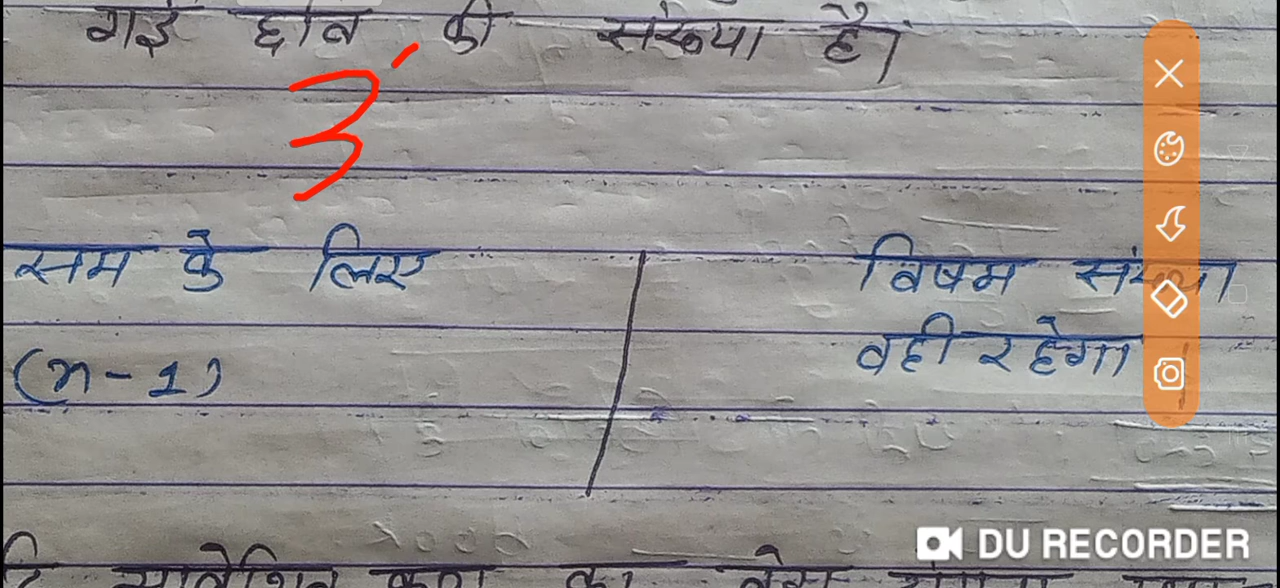 गई छात्र की संख्या है।
3
सम के लिए
(n-1)
विषम संख्या
वही रहेगा।
DU RECORDER